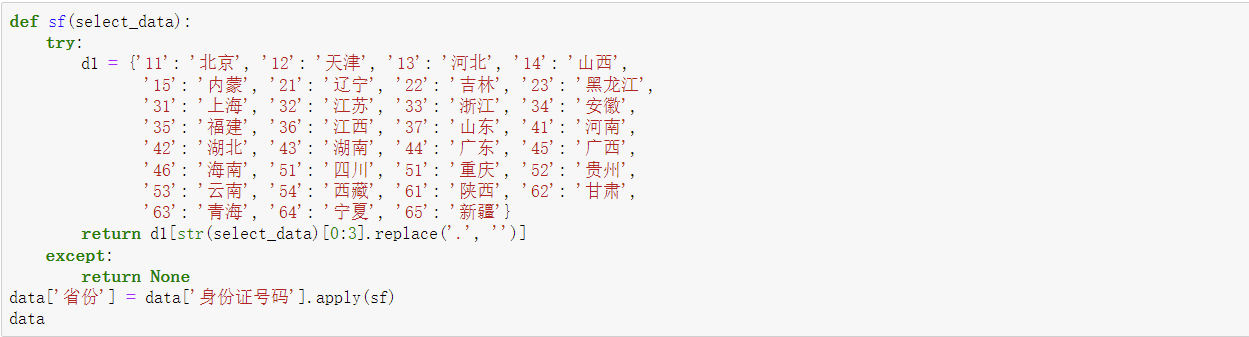 def sf(select_data):
    try:
        d1 = {'11': '北京', '12': '天津', '13': '河北', '14': '山西',
              '15': '内蒙', '21': '辽宁', '22': '吉林', '23': '黑龙江',
              '31': '上海', '32': '江苏', '33': '浙江', '34': '安徽',
              '35': '福建', '36': '江西', '37': '山东', '41': '河南',
              '42': '湖北', '43': '湖南', '44': '广东', '45': '广西',
              '46': '海南', '51': '四川', '51': '重庆', '52': '贵州',
              '53': '云南', '54': '西藏', '61': '陕西', '62': '甘肃',
              '63': '青海', '64': '宁夏', '65': '新疆'}
        return d1[str(select_data)[0:3].replace('.', '')]
    except:
        return None
data['省份'] = data['身份证号码'].apply(sf)
data